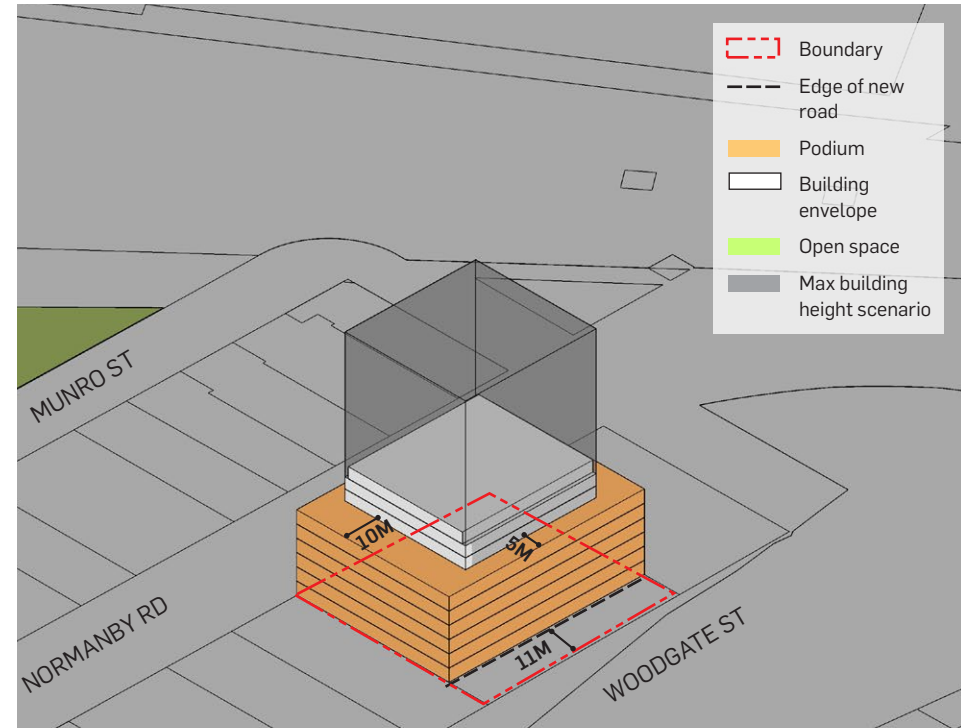 Boundary
Edge of new
road
Podium
Building
envelope
Open space
Max building
height scenario
MUNRO ST
10M
5M
NORMANBY RD
11M
WOODGATE ST